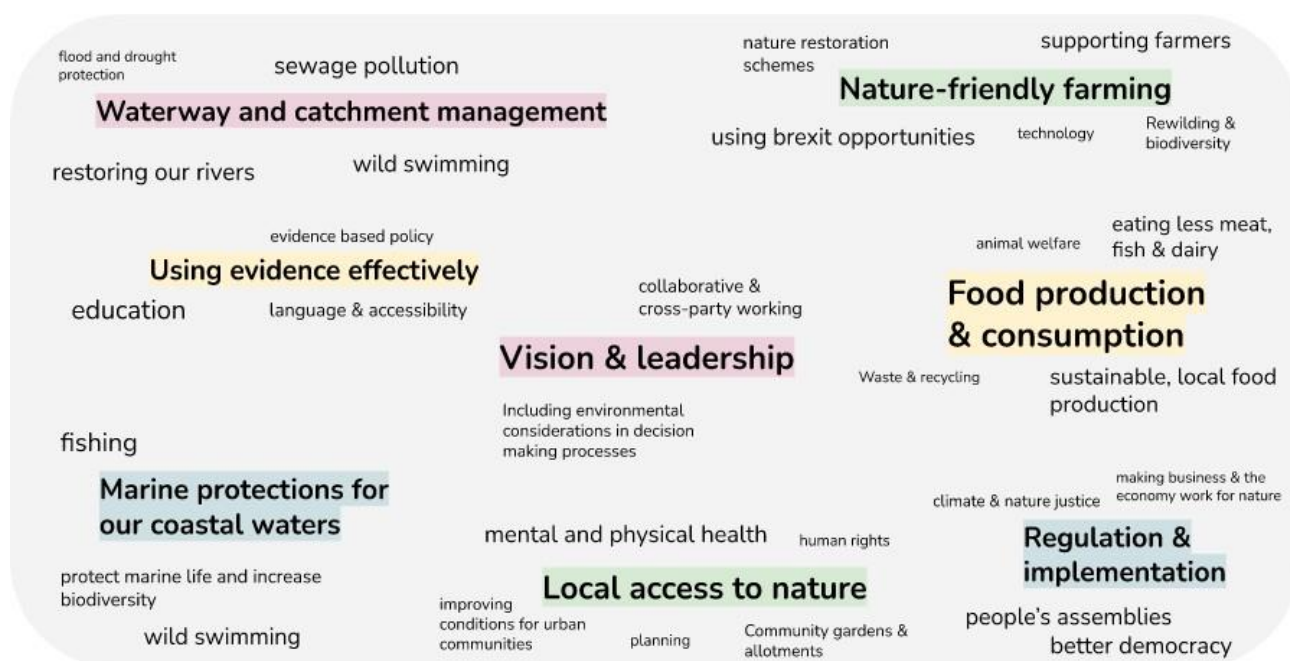 flood and drought
protection
sewage pollution
Waterway and catchment management
restoring our rivers
wild swimming
nature restoration
schemes
supporting farmers
Nature-friendly farming
using brexit opportunities
technology
Rewilding &
biodiversity
evidence based policy
Using evidence effectively
education
language & accessibility
collaborative &
cross-party working
Vision & leadership
Including environmental
considerations in decision
making processes
animal welfare
eating less meat,
fish & dairy
Food production
& consumption
Waste & recycling
sustainable, local food
production
fishing
Marine protections for
our coastal waters
protect marine life and increase
biodiversity
wild swimming
mental and physical health
human rights
Local access to nature
improving
conditions for urban
communities
planning
Community gardens &
allotments
climate & nature justice
making business & the
economy work for nature
Regulation &
implementation
people's assemblies
better democracy